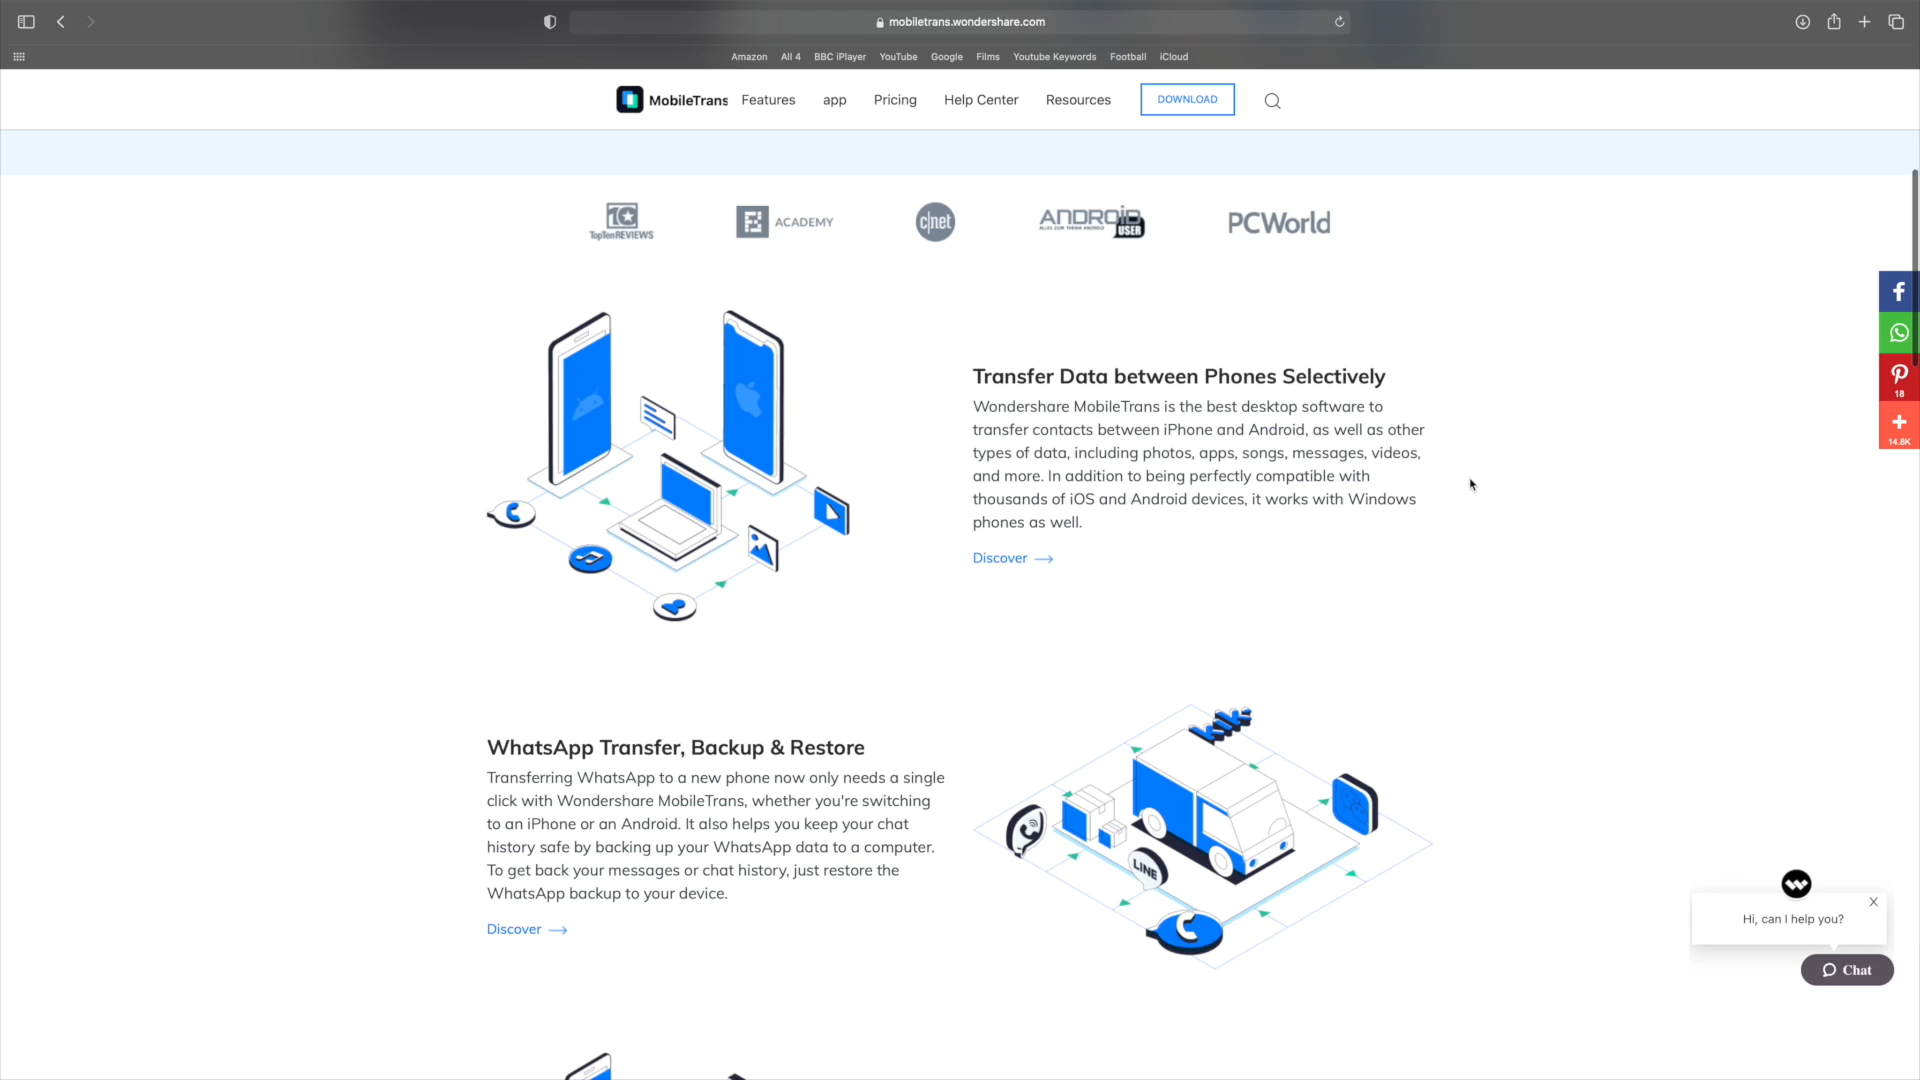 mobiletrans.wondershare.com
Amazon All 4 BBC iPlayer YouTube Google Films Youtube Keywords Football iCloud
MobileTrans Features app Pricing Help Center Resources DOWNLOAD
10
TopTenREVIEWS
ACADEMY
c|net
ANDROID
ALLES ZUM THEMA ANDROID
USER
PCWorld
18
14.8K
Transfer Data between Phones Selectively
Wondershare MobileTrans is the best desktop software to
transfer contacts between iPhone and Android, as well as other
types of data, including photos, apps, songs, messages, videos,
and more. In addition to being perfectly compatible with
thousands of iOS and Android devices, it works with Windows
phones as well.
Discover
WhatsApp Transfer, Backup & Restore
Transferring WhatsApp to a new phone now only needs a single
click with Wondershare MobileTrans, whether you're switching
to an iPhone or an Android. It also helps you keep your chat
history safe by backing up your WhatsApp data to a computer.
To get back your messages or chat history, just restore the
WhatsApp backup to your device.
Discover
kik
LINE
Hi, can I help you?
Chat